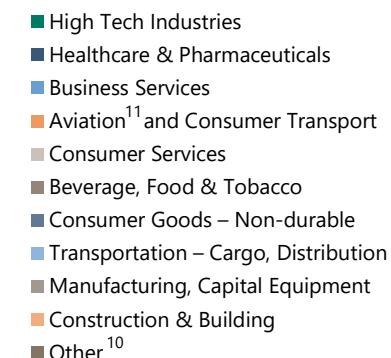 High Tech Industries
Healthcare & Pharmaceuticals
Business Services
Aviation¹¹ and Consumer Transport
Consumer Services
Beverage, Food & Tobacco
Consumer Goods – Non-durable
Transportation – Cargo, Distribution
Manufacturing, Capital Equipment
Construction & Building
Other¹⁰